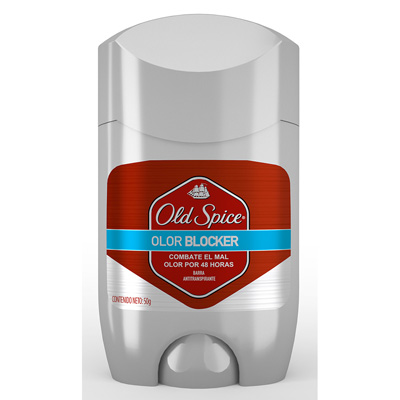 Old Spice®
OLOR BLOCKER
COMBATE EL MAL
OLOR POR 48 HORAS
BARRA
ANTITRANSPIRANTE
CONTENIDO NETO: 50g